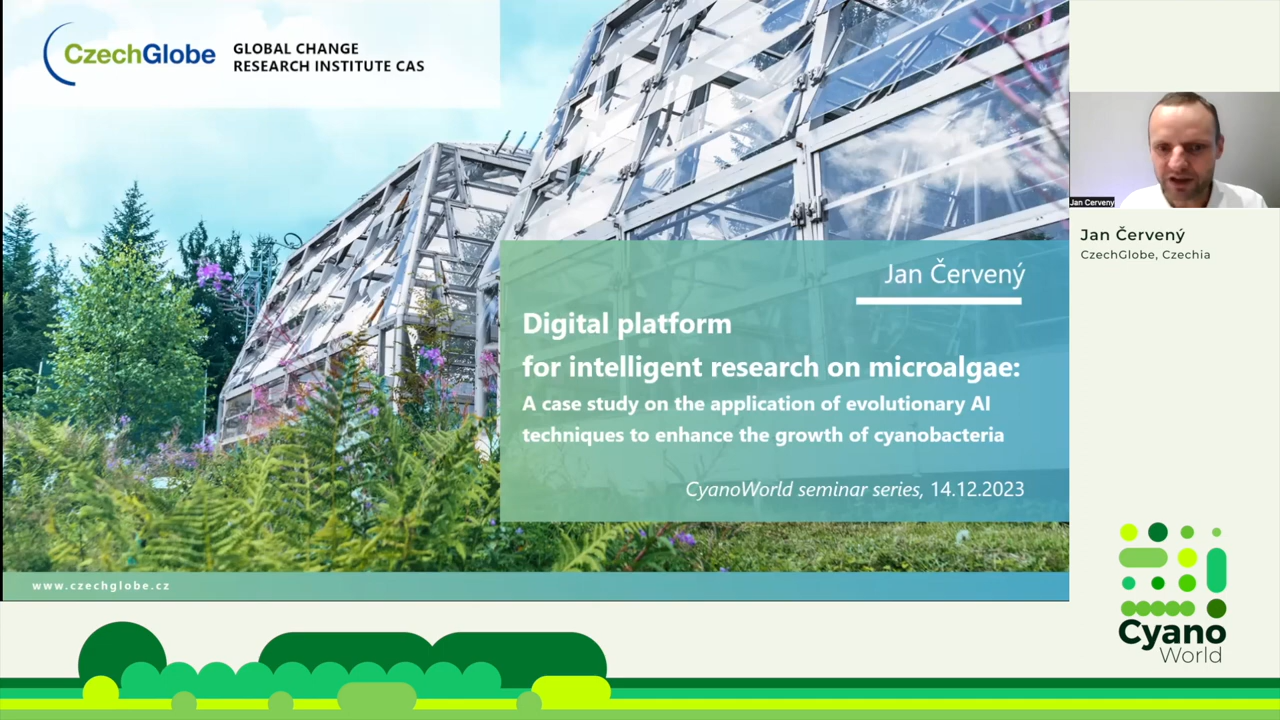 CzechGlobe
GLOBAL CHANGE
RESEARCH INSTITUTE CAS
Jan Červený
Digital platform
for intelligent research on microalgae:
A case study on the application of evolutionary AI
techniques to enhance the growth of cyanobacteria
CyanoWorld seminar series, 14.12.2023
www.czechglobe.cz
Jan Cerveny
Jan Červený
CzechGlobe, Czechia
Cyano
World